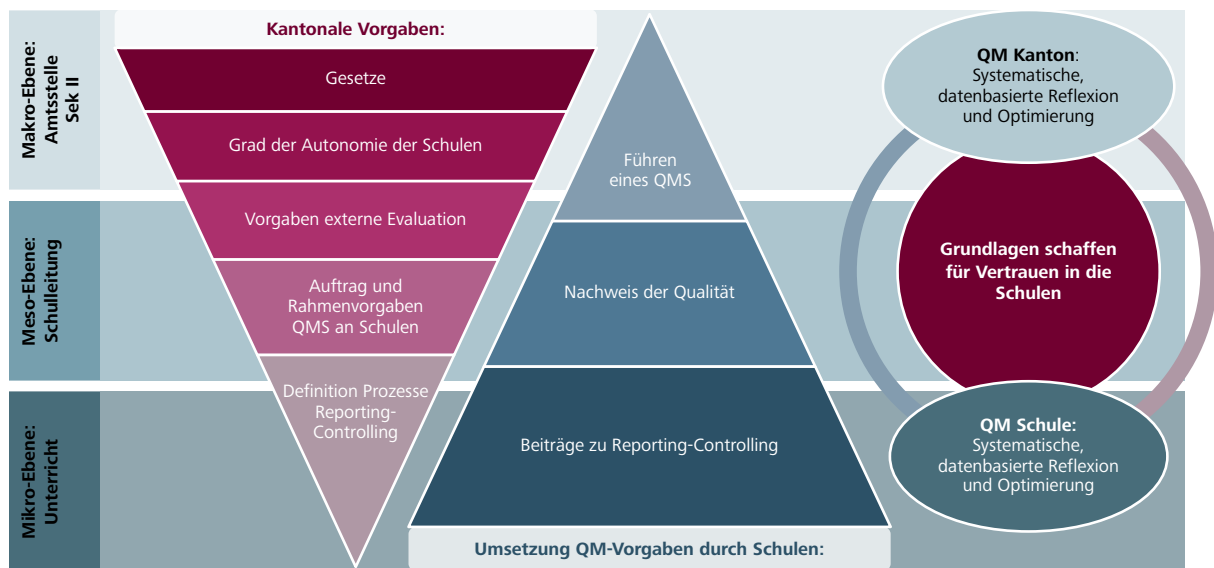 Makro-Ebene:
Amtsstelle
Sek II
Meso-Ebene:
Schulleitung
Mikro-Ebene:
Unterricht
Kantonale Vorgaben:
Gesetze
Grad der Autonomie der Schulen
Vorgaben externe Evaluation
Auftrag und
Rahmenvorgaben
QMS an Schulen
Definition Prozesse
Reporting-
Controlling
Führen
eines QMS
Nachweis der Qualität
Beiträge zu Reporting-Controlling
Umsetzung QM-Vorgaben durch Schulen:
QM Kanton:
Systematische,
datenbasierte Reflexion
und Optimierung
Grundlagen schaffen
für Vertrauen in die
Schulen
QM Schule:
Systematische,
datenbasierte Reflexion
und Optimierung